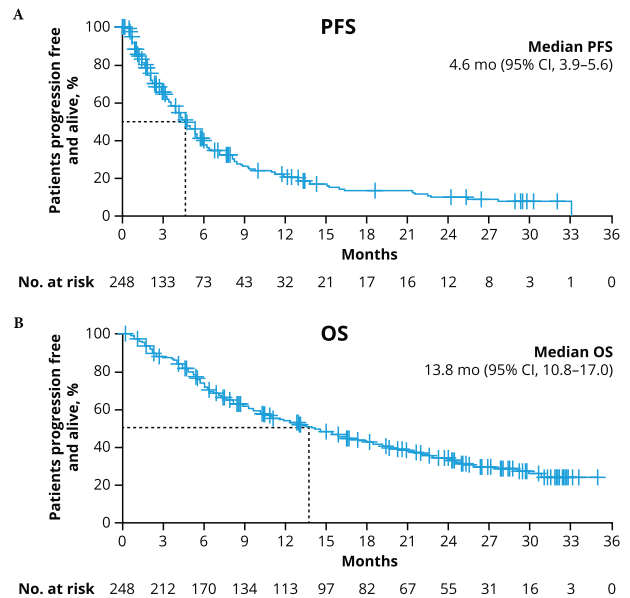 A
PFS
Median PFS
4.6 mo (95% CI, 3.9–5.6)
Patients progression free
and alive, %
100
80
60
40
20
0
0 3 6 9 12 15 18 21 24 27 30 33 36
Months
No. at risk 248 133 73 43 32 21 17 16 12 8 3 1 0
B
OS
Median OS
13.8 mo (95% CI, 10.8–17.0)
Patients progression free
and alive, %
100
80
60
40
20
0
0 3 6 9 12 15 18 21 24 27 30 33 36
Months
No. at risk 248 212 170 134 113 97 82 67 55 31 16 3 0